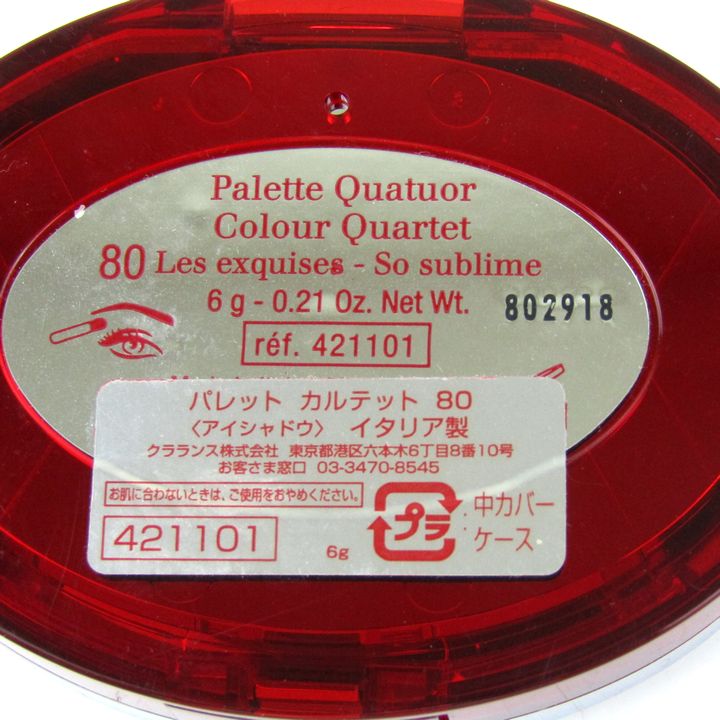 Palette Quatuor
Colour Quartet
80 Les exquises - So sublime
6 g - 0.21 Oz. Net Wt.
802918
réf. 421101
パレット カルテット 80
〈アイシャドウ〉 イタリア製
クラランス株式会社 東京都港区六本木6丁目8番10号
お客さま窓口 03-3470-8545
お肌に合わないときは、ご使用をおやめください。
421101
6g
プラ
中カバー
ケース